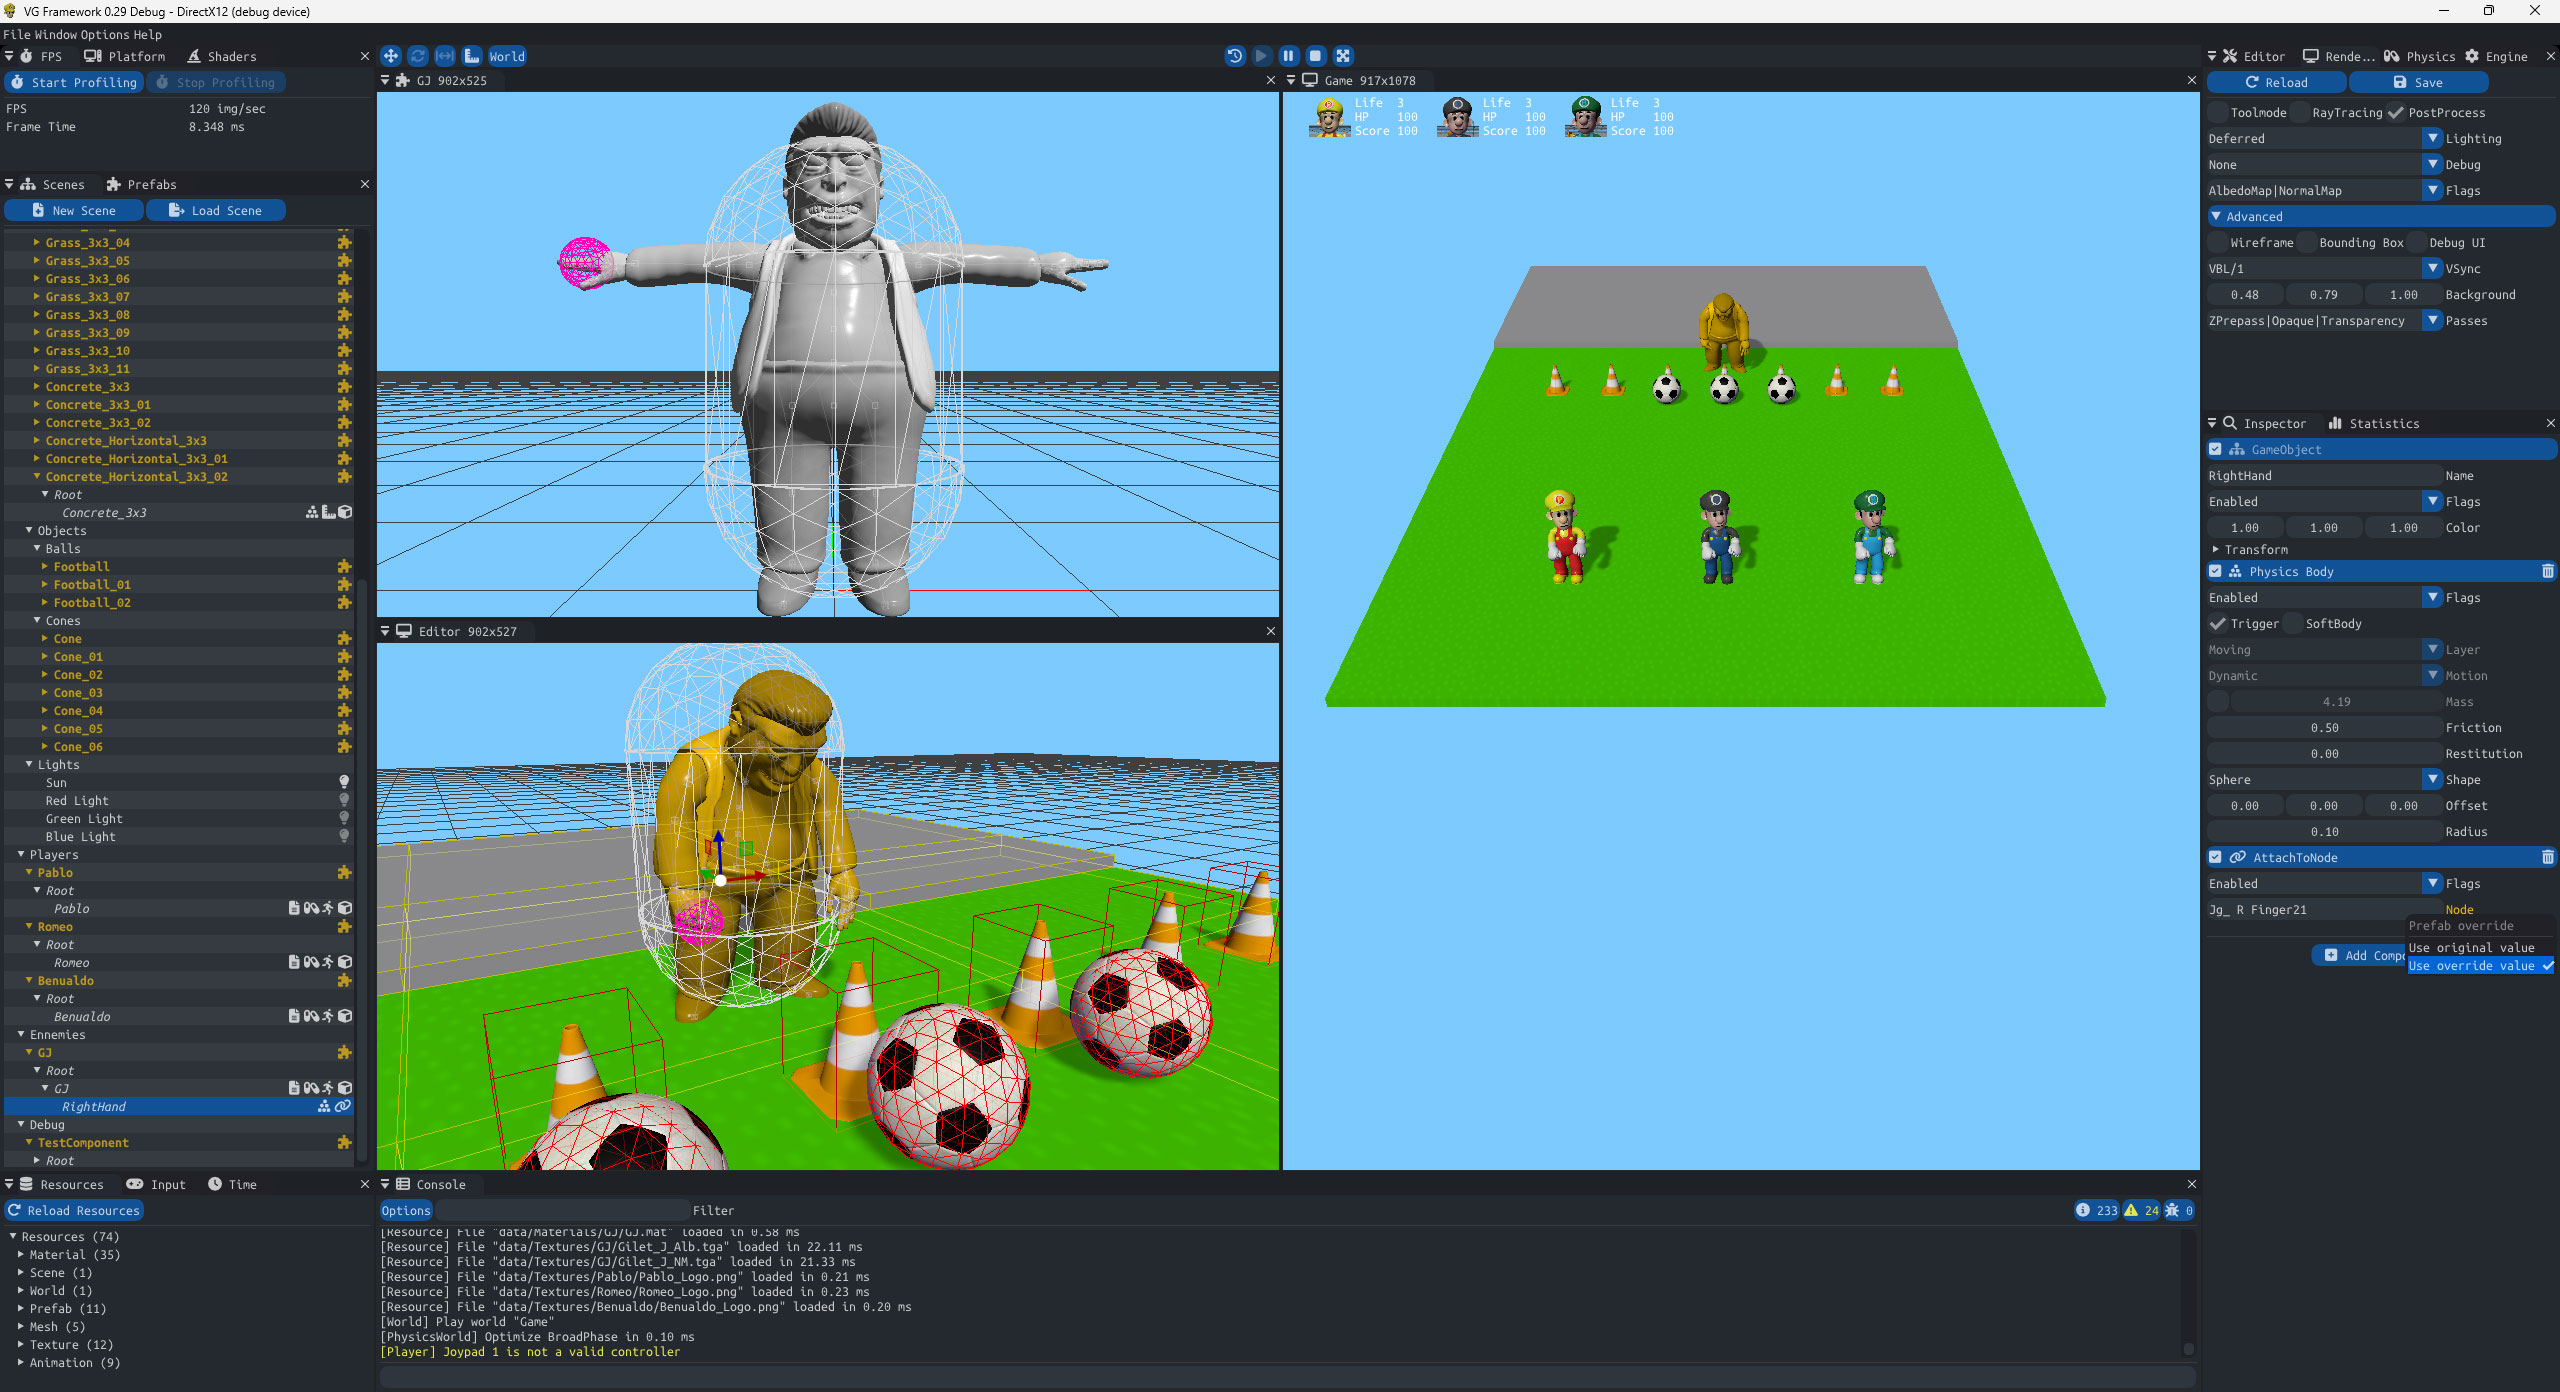 VG Framework 0.29 Debug - DirectX12 (debug device)
File Window Options Help
FPS Platform Shaders
Start Profiling Stop Profiling
FPS 120 img/sec
Frame Time 8.348 ms
Scenes Prefabs
New Scene Load Scene
Grass_3x3_04
Grass_3x3_05
Grass_3x3_06
Grass_3x3_07
Grass_3x3_08
Grass_3x3_09
Grass_3x3_10
Grass_3x3_11
Concrete_3x3
Concrete_3x3_01
Concrete_3x3_02
Concrete_Horizontal_3x3
Concrete_Horizontal_3x3_01
Concrete_Horizontal_3x3_02
Root
Concrete_3x3
Objects
Balls
Football
Football_01
Football_02
Cones
Cone
Cone_01
Cone_02
Cone_03
Cone_04
Cone_05
Cone_06
Lights
Sun
Red Light
Green Light
Blue Light
Players
Pablo
Root
Pablo
Romeo
Root
Romeo
Benualdo
Root
Benualdo
Ennemies
GJ
Root
GJ
RightHand
Debug
TestComponent
Root
Resources Input Time
Reload Resources
Resources (74)
Material (35)
Scene (1)
World (1)
Prefab (11)
Mesh (5)
Texture (12)
Animation (9)
World
GJ 902x525
Editor 902x527
Game 917x1078
Life 3 Life 3 Life 3
HP 100 HP 100 HP 100
Score 100 Score 100 Score 100
Console
Options Filter 233 24 0
[Resource] File "data/Materials/GJ/GJ.mat" loaded in 0.58 ms
[Resource] File "data/Textures/GJ/Gilet_J_Alb.tga" loaded in 22.11 ms
[Resource] File "data/Textures/GJ/Gilet_J_NM.tga" loaded in 21.33 ms
[Resource] File "data/Textures/Pablo/Pablo_Logo.png" loaded in 0.21 ms
[Resource] File "data/Textures/Romeo/Romeo_Logo.png" loaded in 0.23 ms
[Resource] File "data/Textures/Benualdo/Benualdo_Logo.png" loaded in 0.20 ms
[World] Play world "Game"
[PhysicsWorld] Optimize BroadPhase in 0.10 ms
[Player] Joypad 1 is not a valid controller
Editor Rende... Physics Engine
Reload Save
Toolmode RayTracing PostProcess
Deferred Lighting
None Debug
AlbedoMap|NormalMap Flags
Advanced
Wireframe Bounding Box Debug UI
VBL/1 VSync
0.48 0.79 1.00 Background
ZPrepass|Opaque|Transparency Passes
Inspector Statistics
GameObject
RightHand Name
Enabled Flags
1.00 1.00 1.00 Color
Transform
Physics Body
Enabled Flags
Trigger SoftBody
Moving Layer
Dynamic Motion
4.19 Mass
0.50 Friction
0.00 Restitution
Sphere Shape
0.00 0.00 0.00 Offset
0.10 Radius
AttachToNode
Enabled Flags
Jg_ R Finger21 Node
Prefab override
Use original value
Add Compo
Use override value